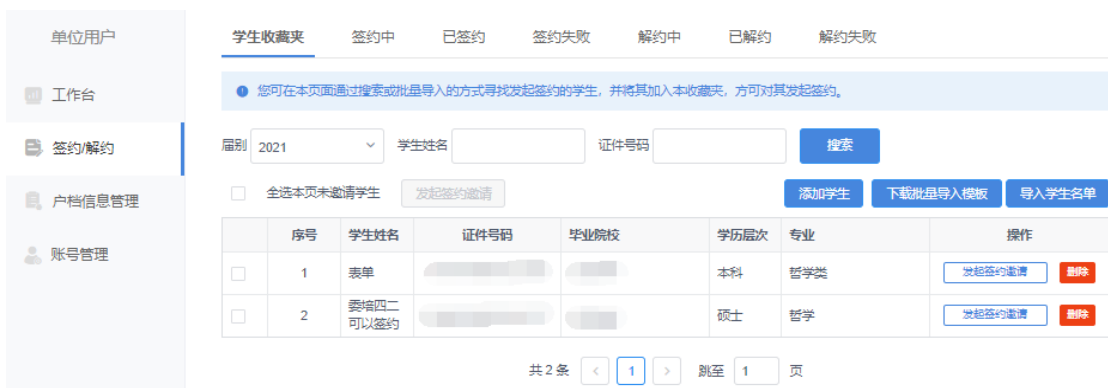 单位用户
工作台
签约/解约
户档信息管理
账号管理
学生收藏夹 签约中 已签约 签约失败 解约中 已解约 解约失败
您可在本页面通过搜索或批量导入的方式寻找发起签约的学生，并将其加入本收藏夹，方可对其发起签约。
届别 2021 学生姓名 证件号码 搜索
全选本页未邀请学生 发起签约邀请 添加学生 下载批量导入模板 导入学生名单
序号 学生姓名 证件号码 毕业院校 学历层次 专业 操作
1 表单 本科 哲学类 发起签约邀请 删除
2 委培四二可以签约 硕士 哲学 发起签约邀请 删除
共 2 条 < 1 > 跳至 1 页